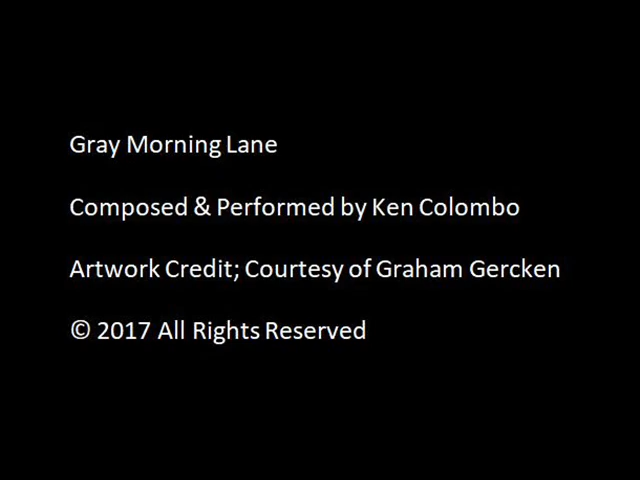 Gray Morning Lane
Composed & Performed by Ken Colombo
Artwork Credit; Courtesy of Graham Gercken
© 2017 All Rights Reserved